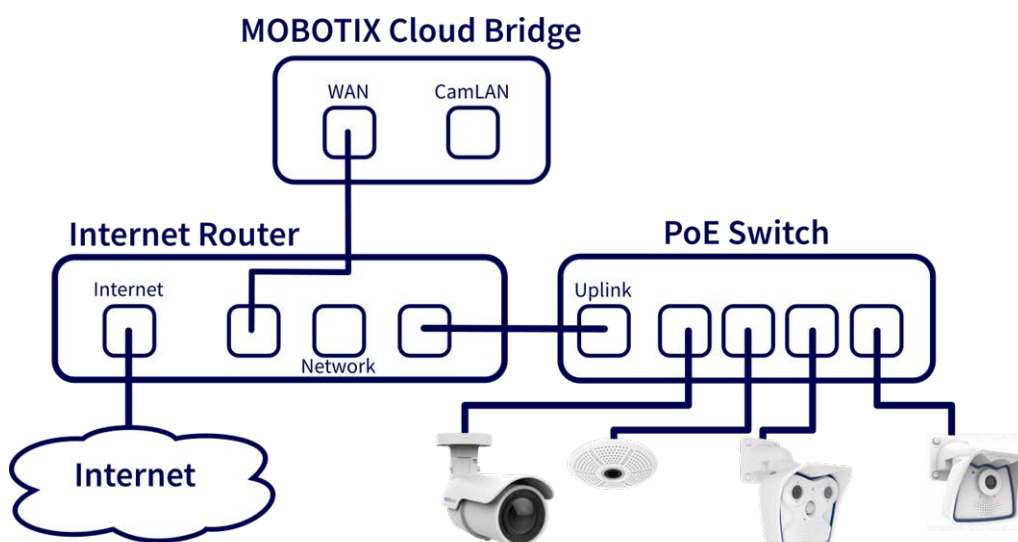 MOBOTIX Cloud Bridge
WAN
CamLAN
Internet Router
PoE Switch
Internet
Uplink
Network
Internet